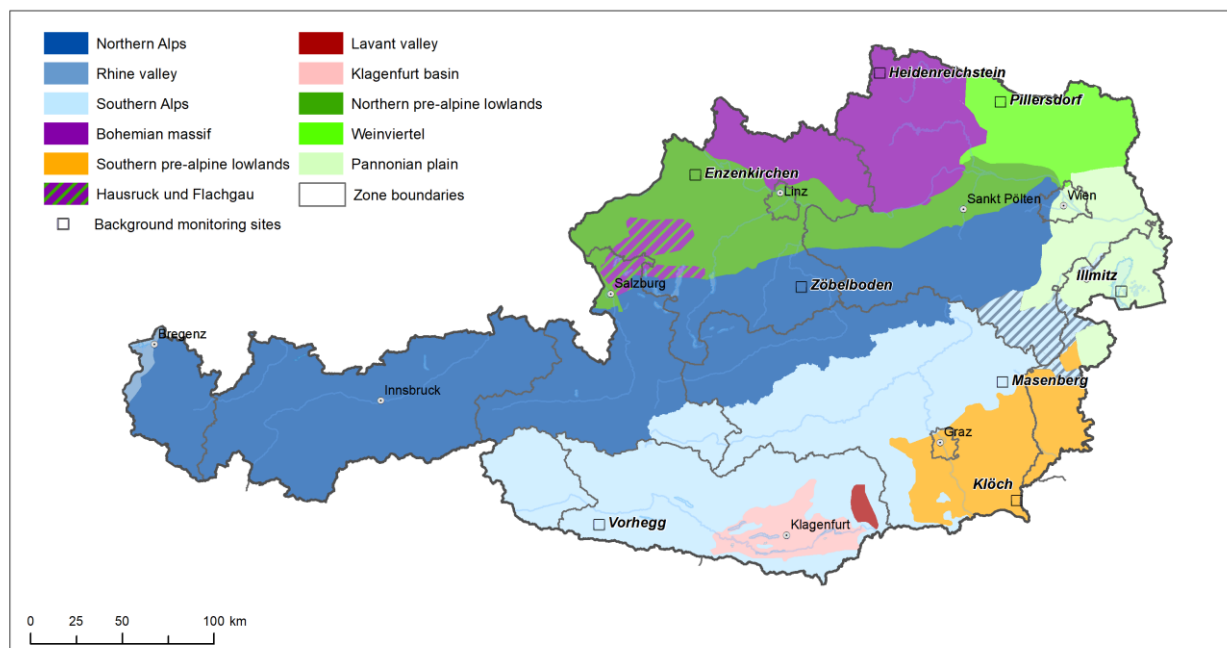 Northern Alps
Rhine valley
Southern Alps
Bohemian massif
Southern pre-alpine lowlands
Hausruck und Flachgau
Background monitoring sites
Lavant valley
Klagenfurt basin
Northern pre-alpine lowlands
Weinviertel
Pannonian plain
Zone boundaries
Heidenreichstein
Pillersdorf
Enzenkirchen
Linz
Wien
Sankt Pölten
Illmitz
Zöbelboden
Salzburg
Bregenz
Innsbruck
Masenberg
Graz
Klöch
Vorhegg
Klagenfurt
0 25 50 100 km